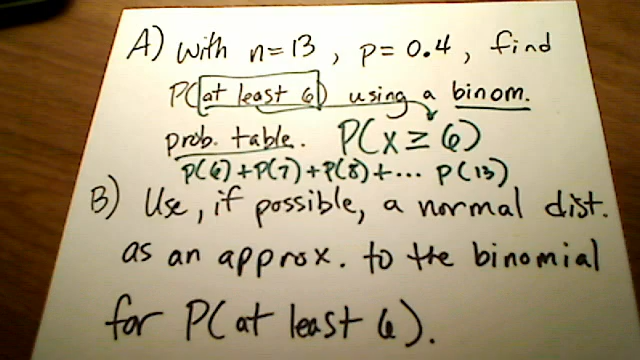 A) With n=13, p=0.4, find
P(at least 6) using a binom.
prob. table. P(x≥6)
P(6)+P(7)+P(8)+... P(13)
B) Use, if possible, a normal dist.
as an approx. to the binomial
for P(at least 6).